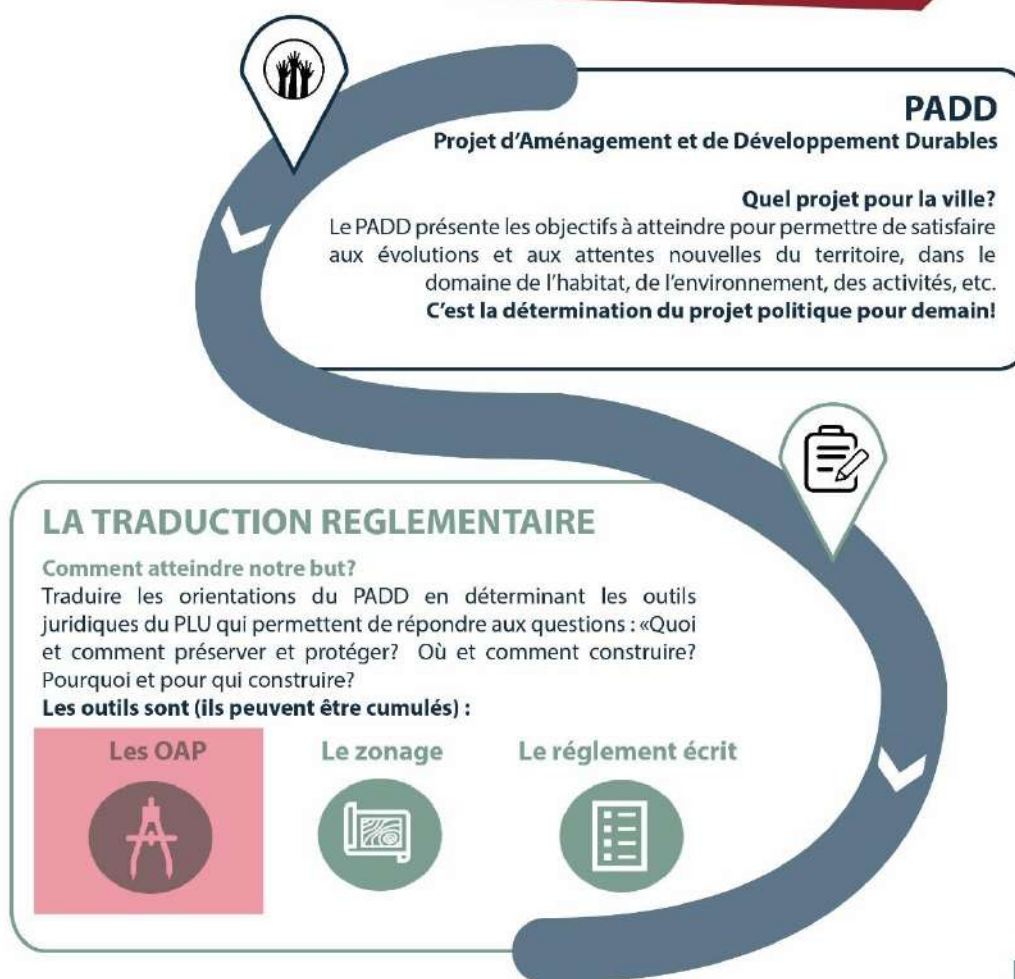 PADD
Projet d'Aménagement et de Développement Durables
Quel projet pour la ville?
Le PADD présente les objectifs à atteindre pour permettre de satisfaire
aux évolutions et aux attentes nouvelles du territoire, dans le
domaine de l'habitat, de l'environnement, des activités, etc.
C'est la détermination du projet politique pour demain!
LA TRADUCTION REGLEMENTAIRE
Comment atteindre notre but?
Traduire les orientations du PADD en déterminant les outils
juridiques du PLU qui permettent de répondre aux questions : «Quoi
et comment préserver et protéger? Où et comment construire?
Pourquoi et pour qui construire?
Les outils sont (ils peuvent être cumulés) :
Les OAP
Le zonage
Le réglement écrit